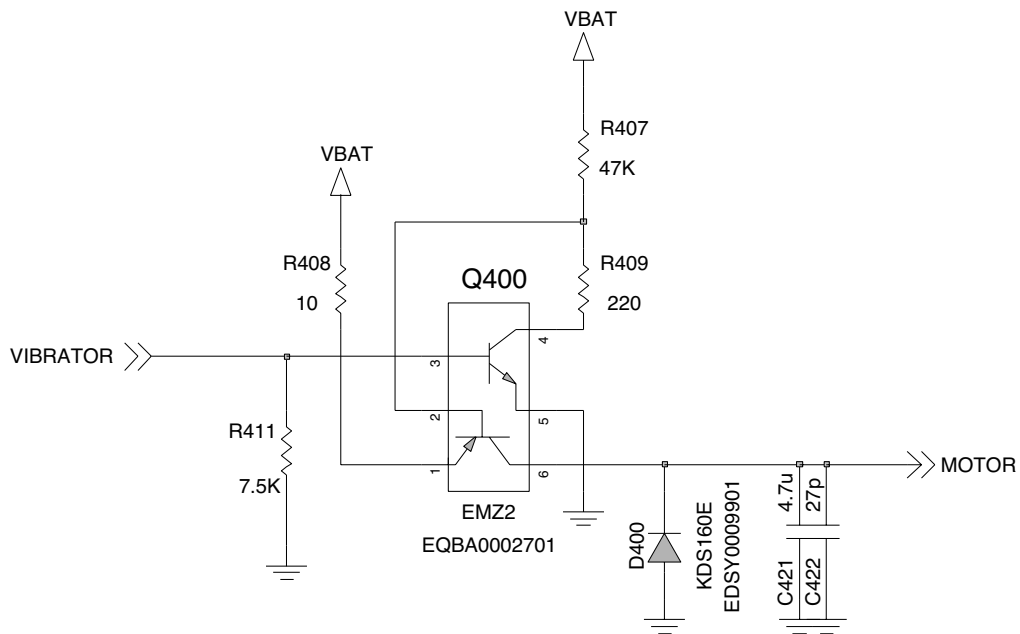 VBAT
R407
47K
VBAT
R408
10
Q400
R409
220
VIBRATOR
3
4
2
5
1
6
R411
7.5K
EMZ2
EQBA0002701
D400
KDS160E
EDSY0009901
4.7u
27p
C421
C422
MOTOR